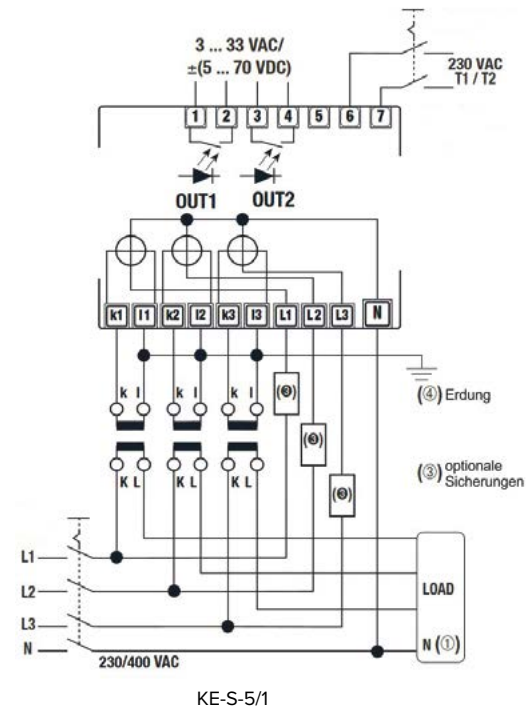 3 ... 33 VAC/
±(5 ... 70 VDC)
230 VAC
T1 / T2
1 2 3 4 5 6 7
OUT1 OUT2
k1 l1 k2 l2 k3 l3 L1 L2 L3 N
k l k l k l
(③)
(③)
(③)
(④) Erdung
(③) optionale
Sicherungen
K L K L K L
L1
L2
L3
N
LOAD
N (①)
230/400 VAC
KE-S-5/1